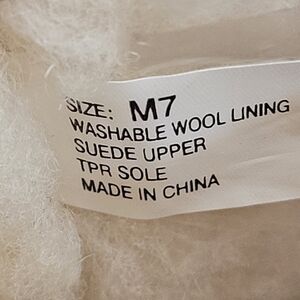 SIZE: M7
WASHABLE WOOL LINING
SUEDE UPPER
TPR SOLE
MADE IN CHINA